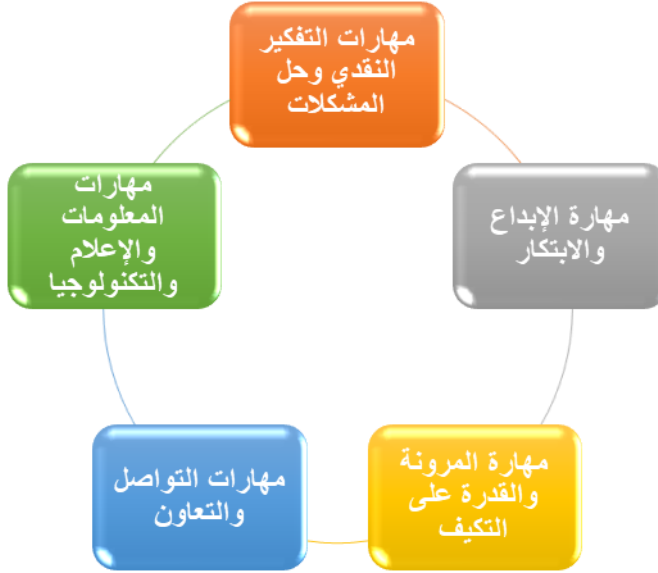 مهارات التفكير
النقدي وحل
المشكلات
مهارة الإبداع
والابتكار
مهارة المرونة
والقدرة على
التكيف
مهارات التواصل
والتعاون
مهارات
المعلومات
والإعلام
والتكنولوجيا